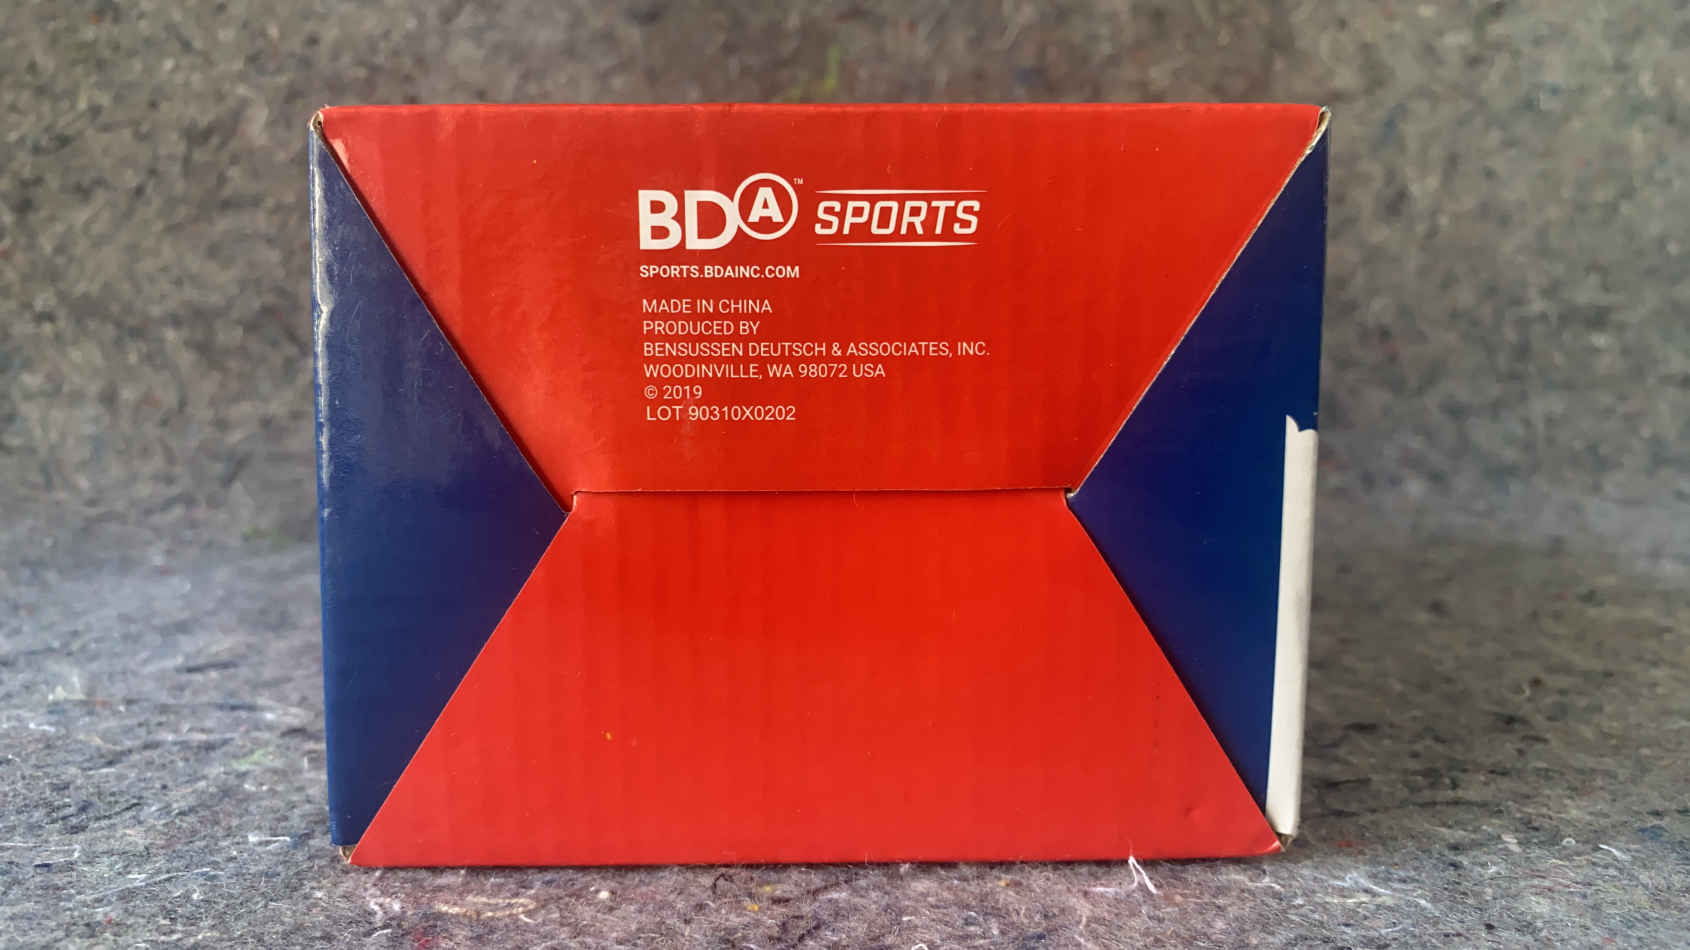 BDA™ SPORTS
SPORTS.BDAINC.COM
MADE IN CHINA
PRODUCED BY
BENSUSSEN DEUTSCH & ASSOCIATES, INC.
WOODINVILLE, WA 98072 USA
© 2019
LOT 90310X0202